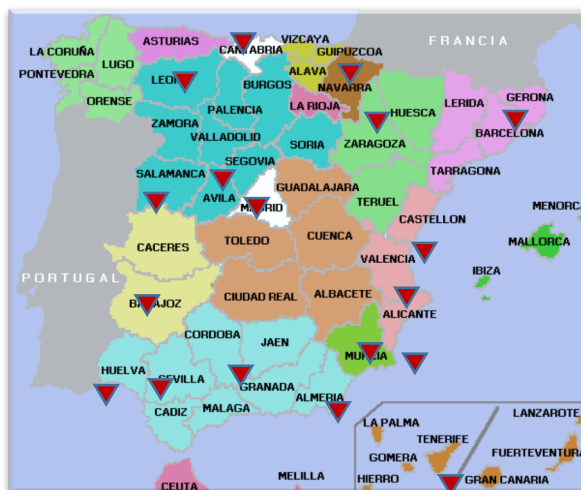 VIZCAYA
FRANCIA
ASTURIAS
CANTABRIA
GUIPUZCOA
LA CORUÑA
LUGO
LEON
ALAVA
NAVARRA
PONTEVEDRA
BURGOS
GERONA
ORENSE
PALENCIA
LA RIOJA
HUESCA
LERIDA
ZAMORA
BARCELONA
VALLADOLID
SORIA
ZARAGOZA
SEGOVIA
SALAMANCA
TARRAGONA
GUADALAJARA
AVILA
TERUEL
MADRID
CASTELLON
MENORC
TOLEDO
CUENCA
MALLORCA
CACERES
VALENCIA
IBIZA
PORTUGAL
CIUDAD REAL
ALBACETE
BADAJOZ
ALICANTE
CORDOBA
JAEN
MURCIA
HUELVA
SEVILLA
GRANADA
ALMERIA
CADIZ
MALAGA
LANZAROTE
LA PALMA
TENERIFE
GOMERA
FUERTEVENTURA
MELILLA
HIERRO
GRAN CANARIA
CEUTA